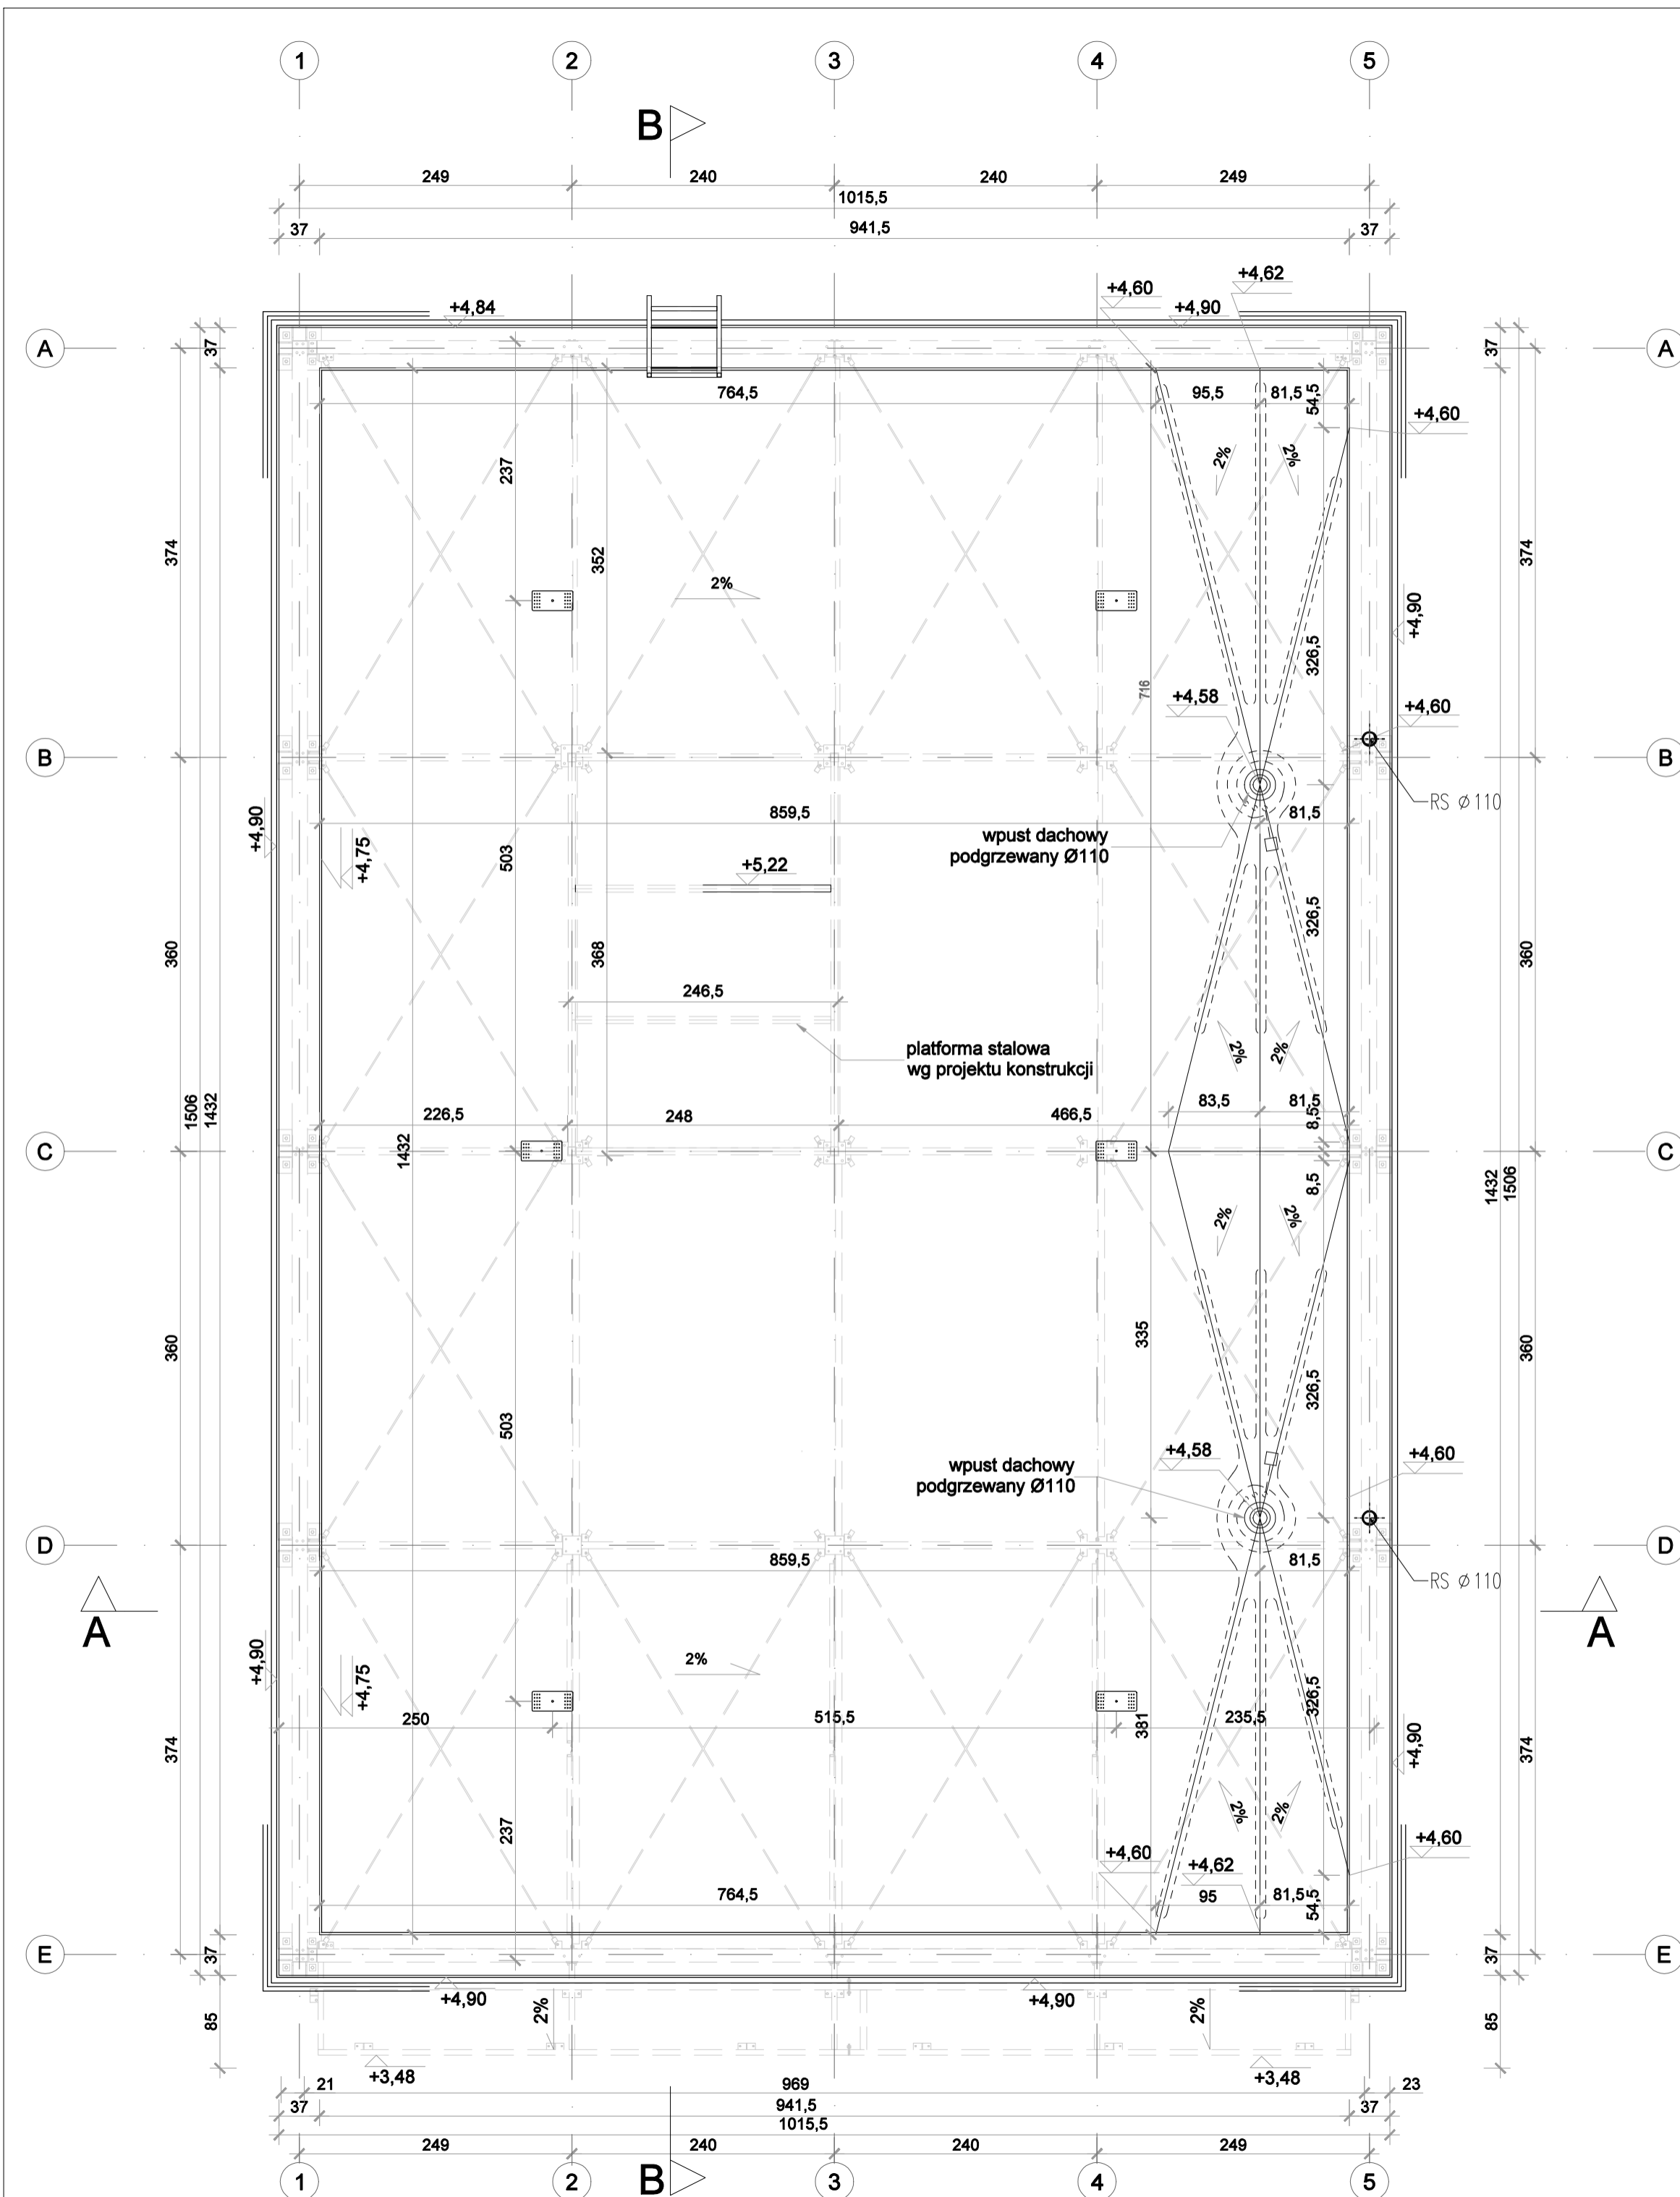 1 2 3 4 5
B
249 240 240 249
1015,5
37 941,5 37
+4,62
+4,60
+4,84 +4,90
A A
37 37
764,5 95,5 81,5 54,5
+4,60
2% 2%
237
374 352 374
2%
+4,90
326,5
716
+4,58 +4,60
B B
RS Ø110
859,5 81,5
+4,90 +4,75
wpust dachowy
podgrzewany Ø110
503
+5,22
326,5
360 368 360
246,5
platforma stalowa
wg projektu konstrukcji
2% 2%
1506 1432
226,5 248 466,5 83,5 81,5 8,5
C C
1432
8,5
1432 1506
2% 2%
360 335 360
326,5
503
+4,58 +4,60
wpust dachowy
podgrzewany Ø110
D D
859,5 81,5
RS Ø110
A A
+4,90 +4,75
2%
326,5
250 515,5 381 235,5
374 +4,90 374
237
2% 2%
+4,60 +4,62 +4,60
764,5 95 81,5 54,5
E E
37 37
+4,90 +4,90
85 2% 2% 85
+3,48 +3,48
21 969 23
37 941,5 37
1015,5
249 240 240 249
B
1 2 3 4 5